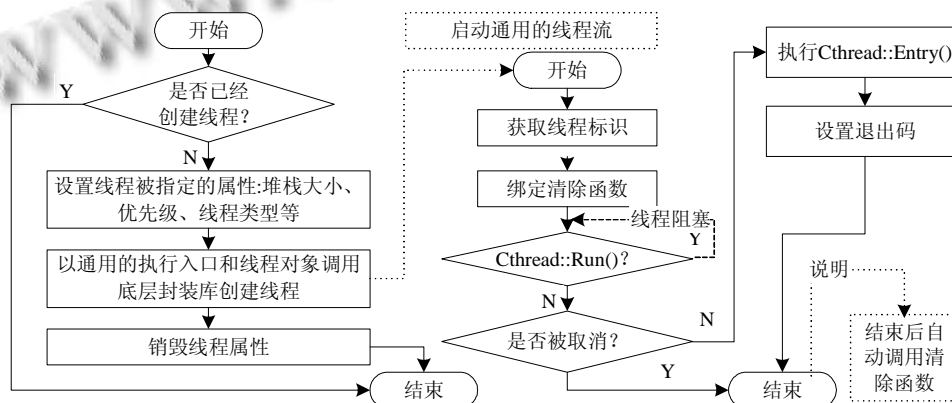 开始
是否已经
创建线程？
Y
N
设置线程被指定的属性:堆栈大小、
优先级、线程类型等
以通用的执行入口和线程对象调用
底层封装库创建线程
销毁线程属性
结束
启动通用的线程流
开始
获取线程标识
绑定清除函数
线程阻塞
Y
Cthread::Run()？
N
是否被取消？
N
Y
执行Cthread::Entry()
设置退出码
结束
说明
结束后自
动调用清
除函数